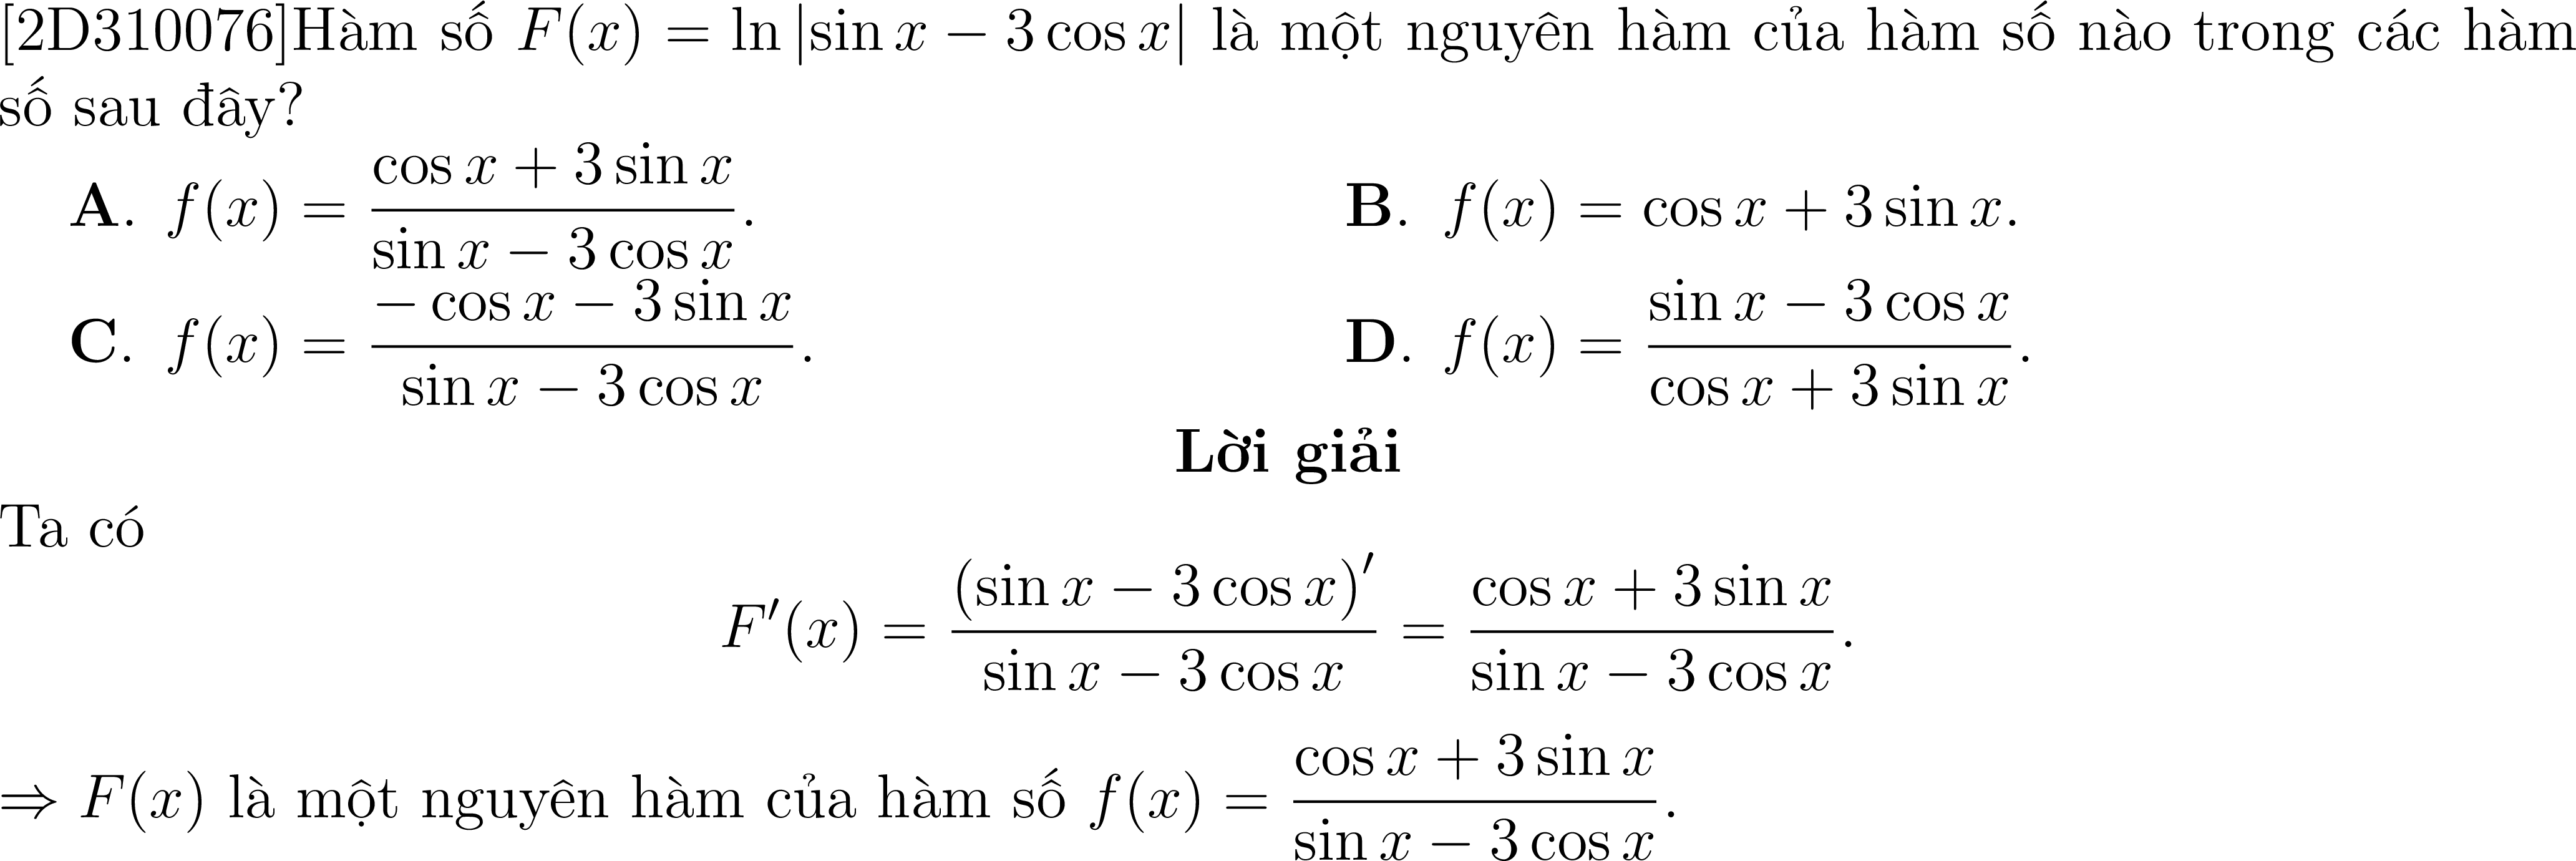 [2D310076]Hàm số F(x) = ln |sin x − 3 cos x| là một nguyên hàm của hàm số nào trong các hàm
số sau đây?
A. f(x) = \frac{cos x + 3 sin x}{sin x − 3 cos x}. B. f(x) = cos x + 3 sin x.
C. f(x) = \frac{− cos x − 3 sin x}{sin x − 3 cos x}. D. f(x) = \frac{sin x − 3 cos x}{cos x + 3 sin x}.
Lời giải
Ta có
F′(x) = \frac{(sin x − 3 cos x)′}{sin x − 3 cos x} = \frac{cos x + 3 sin x}{sin x − 3 cos x}.
⇒ F(x) là một nguyên hàm của hàm số f(x) = \frac{cos x + 3 sin x}{sin x − 3 cos x}.